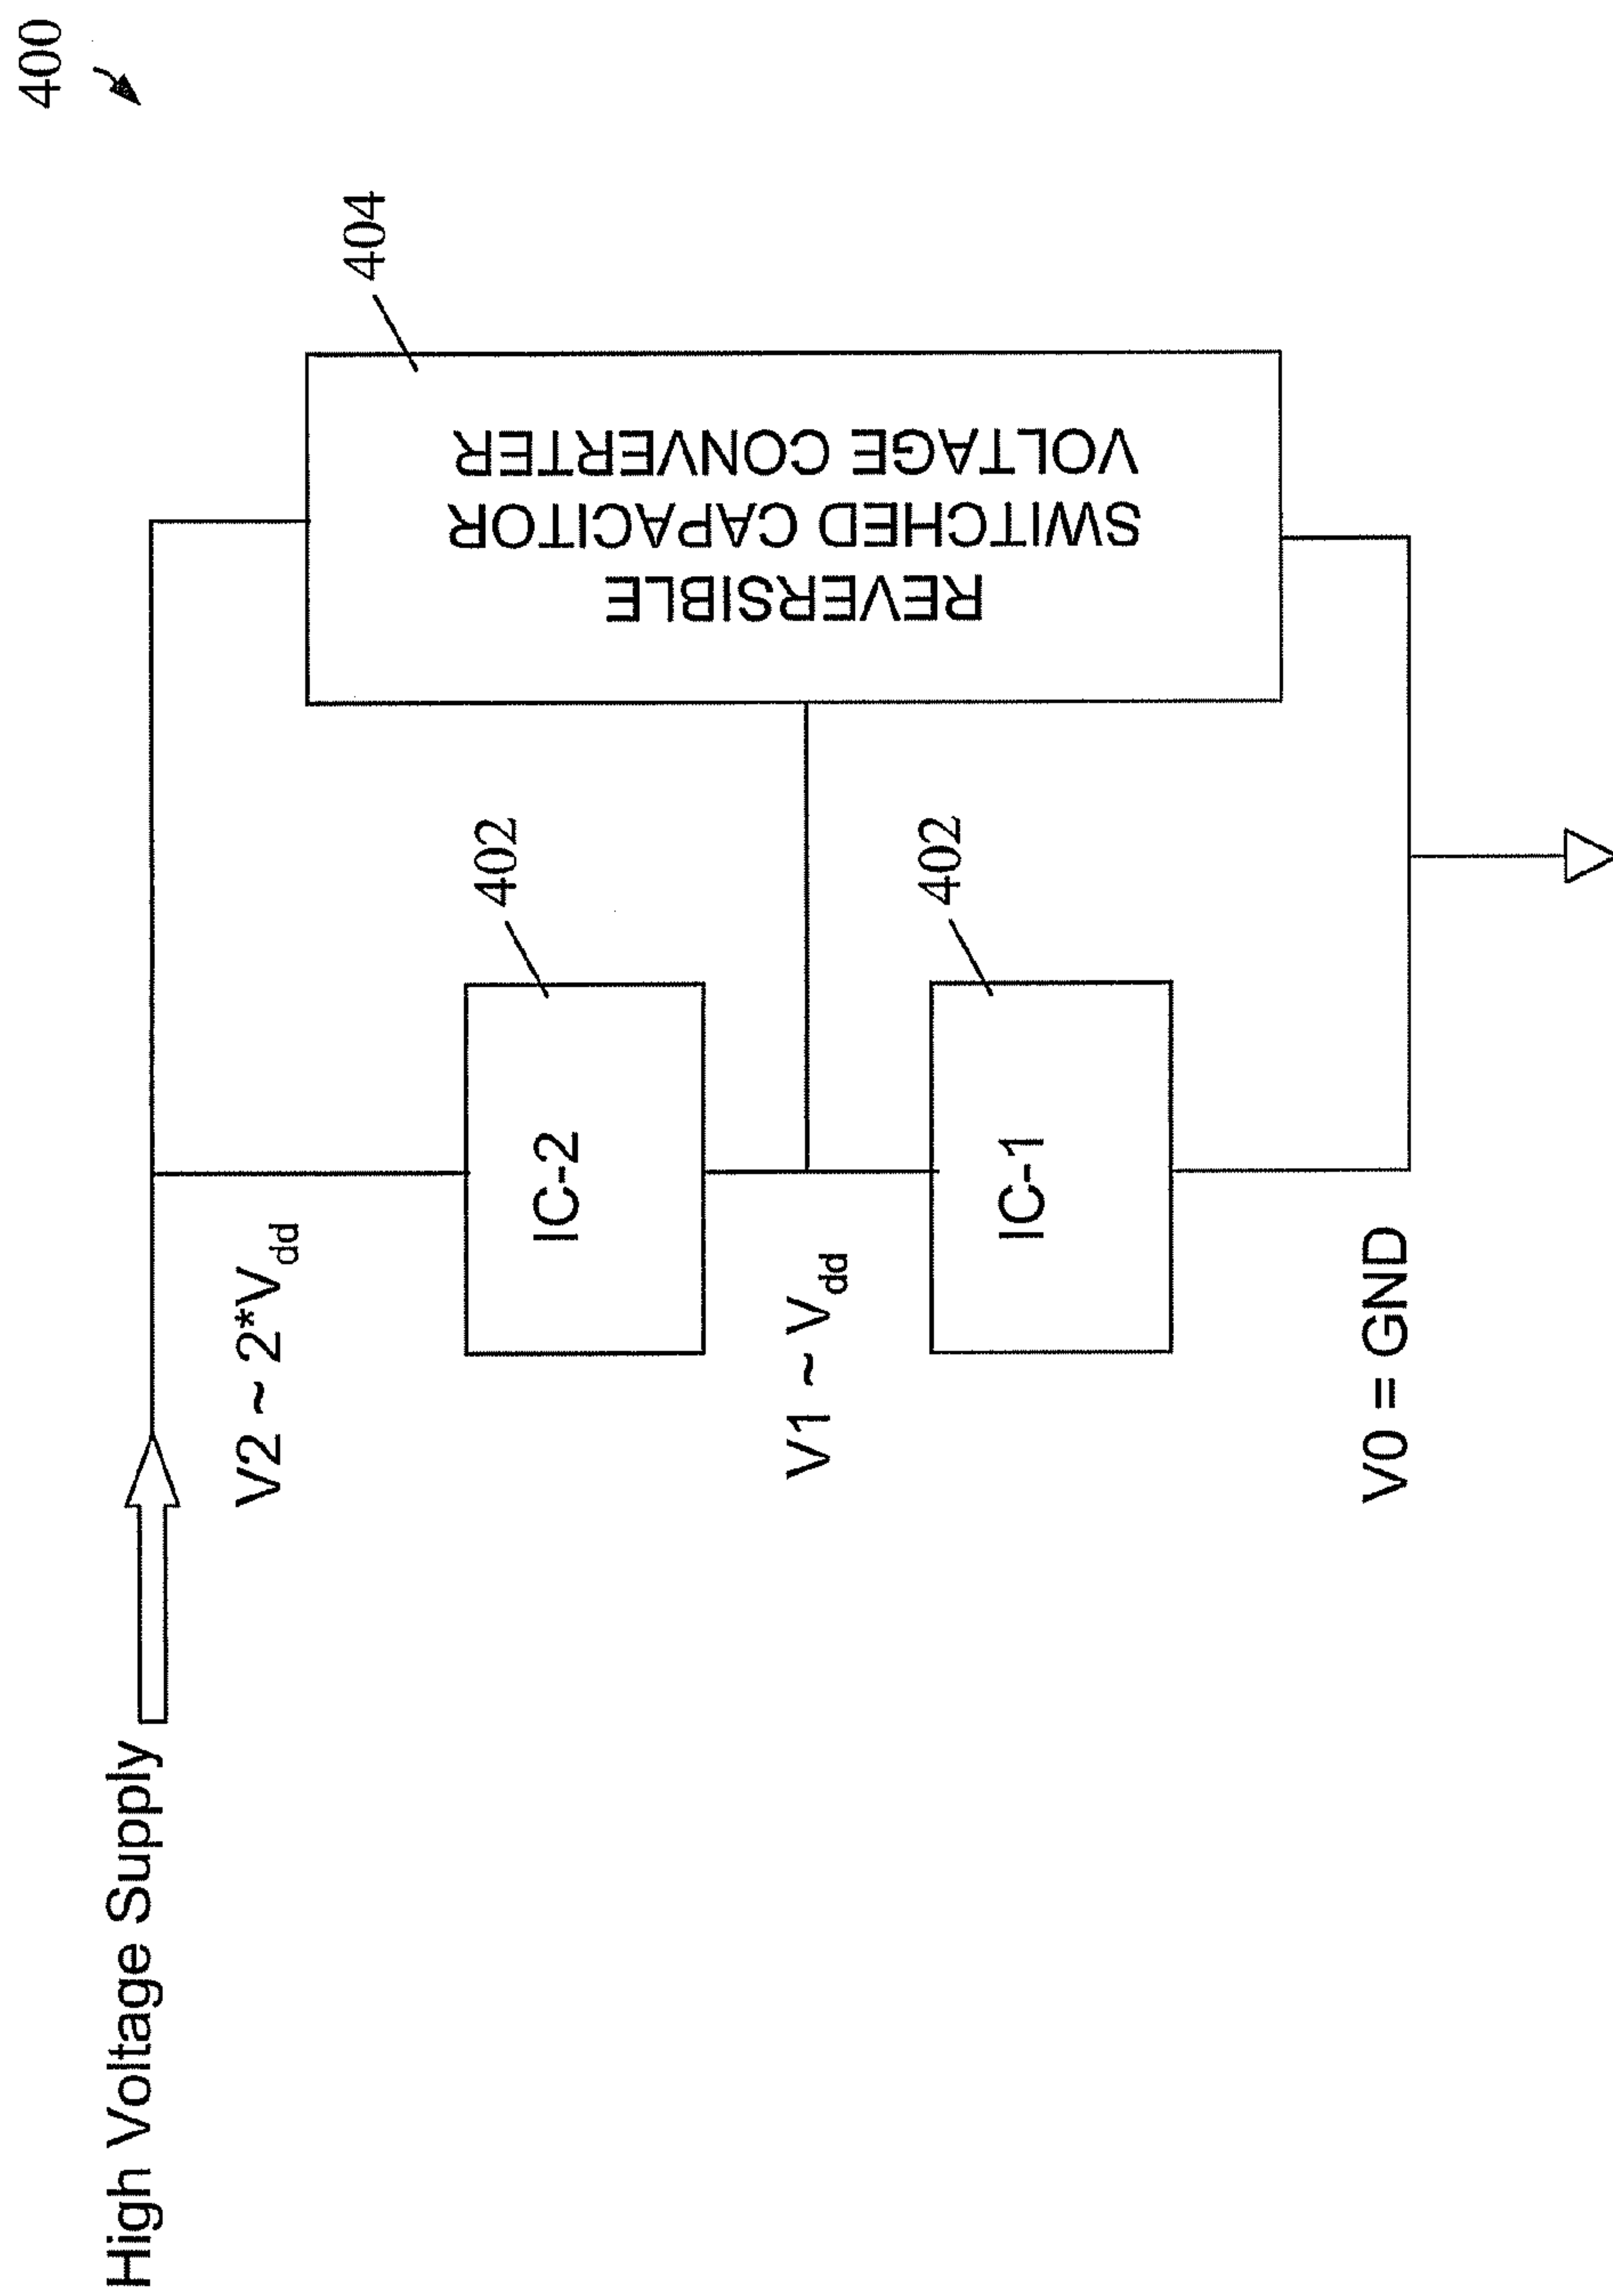 400
High Voltage Supply
V2 ~ 2*Vdd
IC-2
402
V1 ~ Vdd
IC-1
402
V0 = GND
404
REVERSIBLE
SWITCHED CAPACITOR
VOLTAGE CONVERTER